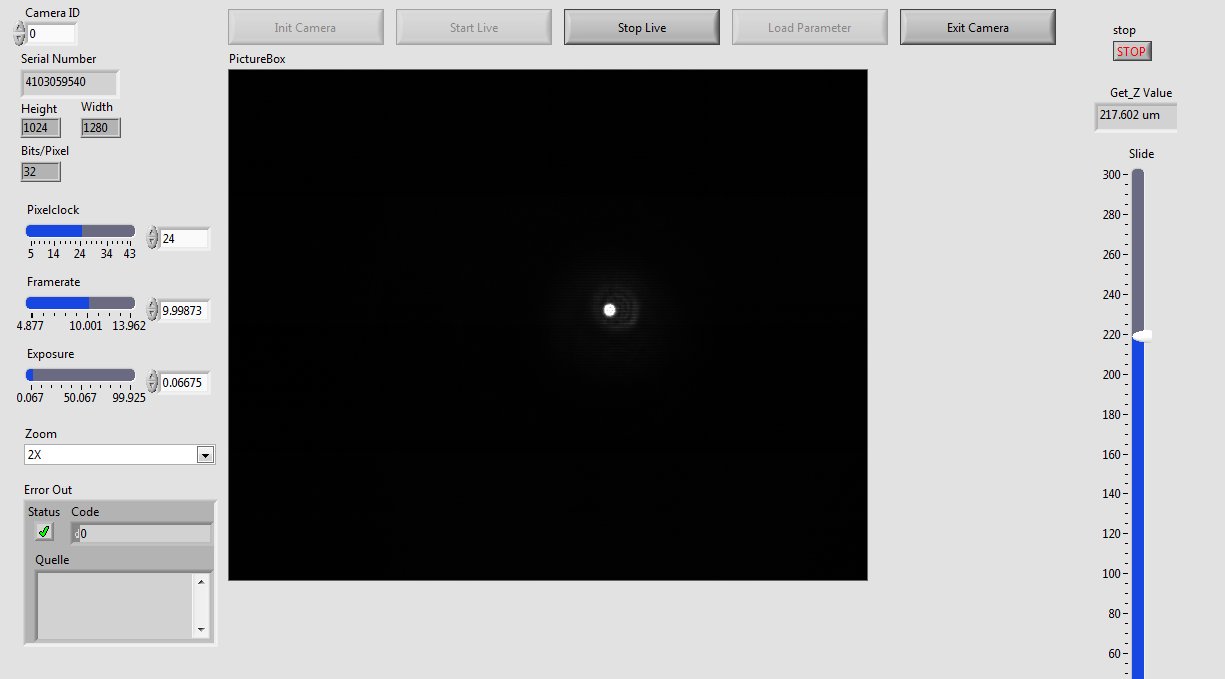 Camera ID
0
Serial Number
4103059540
Height Width
1024 1280
Bits/Pixel
32
Pixelclock
24
5 14 24 34 43
Framerate
9.99873
4.877 10.001 13.962
Exposure
0.06675
0.067 50.067 99.925
Zoom
2X
Error Out
Status Code
0
Quelle
Init Camera Start Live Stop Live Load Parameter Exit Camera
PictureBox
stop
STOP
Get_Z Value
217.602 um
Slide
300
280
260
240
220
200
180
160
140
120
100
80
60